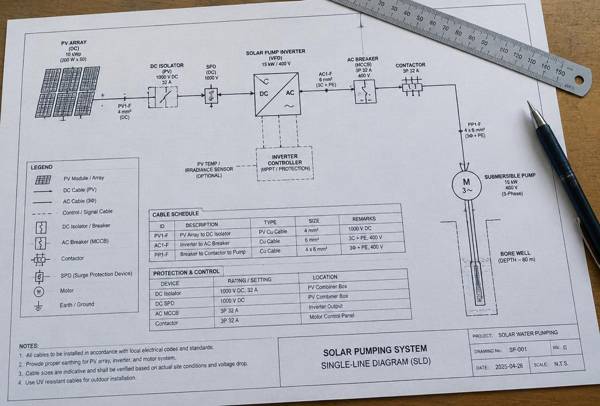 PV ARRAY
(DC)
10 kWp
(200 W x 50)
DC ISOLATOR
(PV)
1000 V DC
32 A
SPD
(DC)
1000 V
SOLAR PUMP INVERTER
(VFD)
15 kW / 400 V
DC
AC
PV1-F
4 mm²
(DC)
AC1-F
6 mm²
(3C + PE)
AC BREAKER
(MCCB)
3P 32 A
400 V
CONTACTOR
3P 32 A
PP1-F
4 x 6 mm²
(3Φ + PE)
PV TEMP /
IRRADIANCE SENSOR
(OPTIONAL)
INVERTER
CONTROLLER
(MPPT / PROTECTION)
M
3~
SUBMERSIBLE PUMP
15 kW
400 V
(3-Phase)
BORE WELL
(DEPTH ~ 80 m)
LEGEND
PV Module / Array
DC Cable (PV)
AC Cable (3Φ)
Control / Signal Cable
DC Isolator / Breaker
AC Breaker (MCCB)
Contactor
SPD (Surge Protection Device)
M Motor
Earth / Ground
CABLE SCHEDULE
ID DESCRIPTION TYPE SIZE REMARKS
PV1-F PV Array to DC Isolator PV Cu Cable 4 mm² 1000 V DC
AC1-F Inverter to AC Breaker Cu Cable 6 mm² 3C + PE, 400 V
PP1-F Breaker to Contactor to Pump Cu Cable 4 x 6 mm² 3Φ + PE, 400 V
PROTECTION & CONTROL
DEVICE RATING / SETTING LOCATION
DC Isolator 1000 V DC, 32 A PV Combiner Box
DC SPD 1000 V DC PV Combiner Box
AC MCCB 3P 32 A Inverter Output
Contactor 3P 32 A Motor Control Panel
NOTES:
1. All cables to be installed in accordance with local electrical codes and standards.
2. Provide proper earthing for PV array, inverter, and motor system.
3. Cable sizes are indicative and shall be verified based on actual site conditions and voltage drop.
4. Use UV resistant cables for outdoor installation.
SOLAR PUMPING SYSTEM
SINGLE-LINE DIAGRAM (SLD)
PROJECT: SOLAR WATER PUMPING
DRAWING No.: SP-001
DATE: 2025-04-26 SCALE: N.T.S.